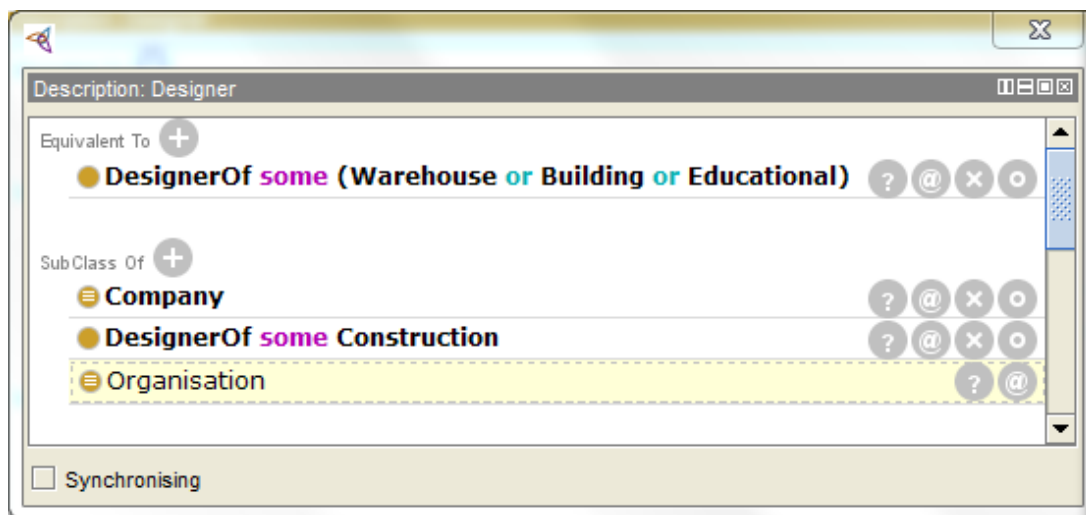 Description: Designer
Equivalent To
DesignerOf some (Warehouse or Building or Educational)
SubClass Of
Company
DesignerOf some Construction
Organisation
Synchronising